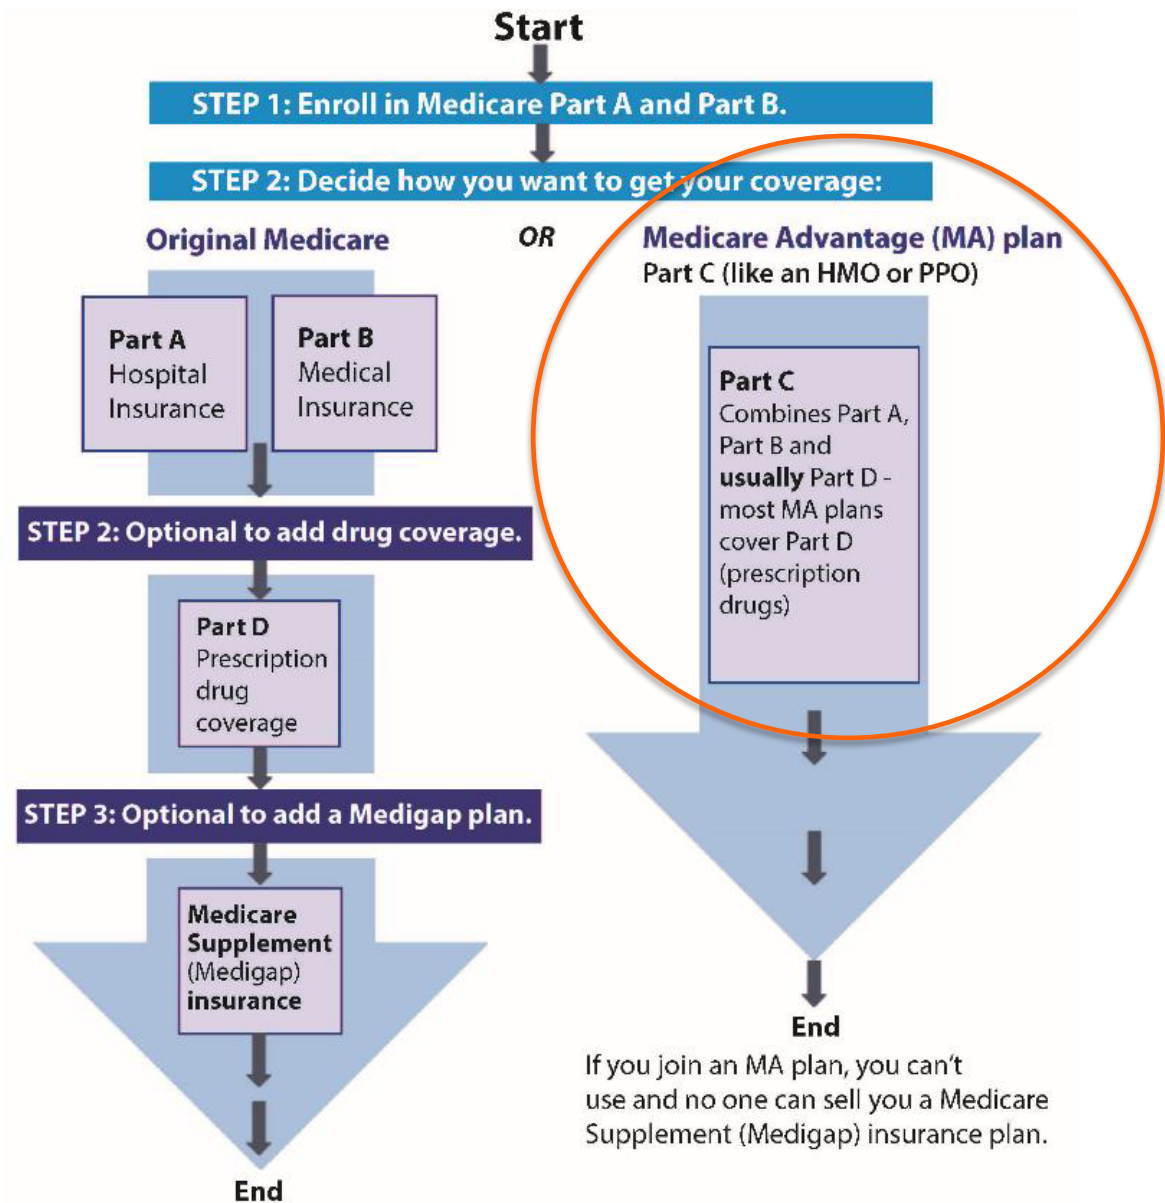 Start
STEP 1: Enroll in Medicare Part A and Part B.
STEP 2: Decide how you want to get your coverage:
Original Medicare
OR
Medicare Advantage (MA) plan
Part C (like an HMO or PPO)
Part A
Hospital
Insurance
Part B
Medical
Insurance
STEP 2: Optional to add drug coverage.
Part D
Prescription
drug
coverage
STEP 3: Optional to add a Medigap plan.
Medicare
Supplement
(Medigap)
insurance
End
Part C
Combines Part A,
Part B and
usually Part D -
most MA plans
cover Part D
(prescription
drugs)
End
If you join an MA plan, you can't
use and no one can sell you a Medicare
Supplement (Medigap) insurance plan.